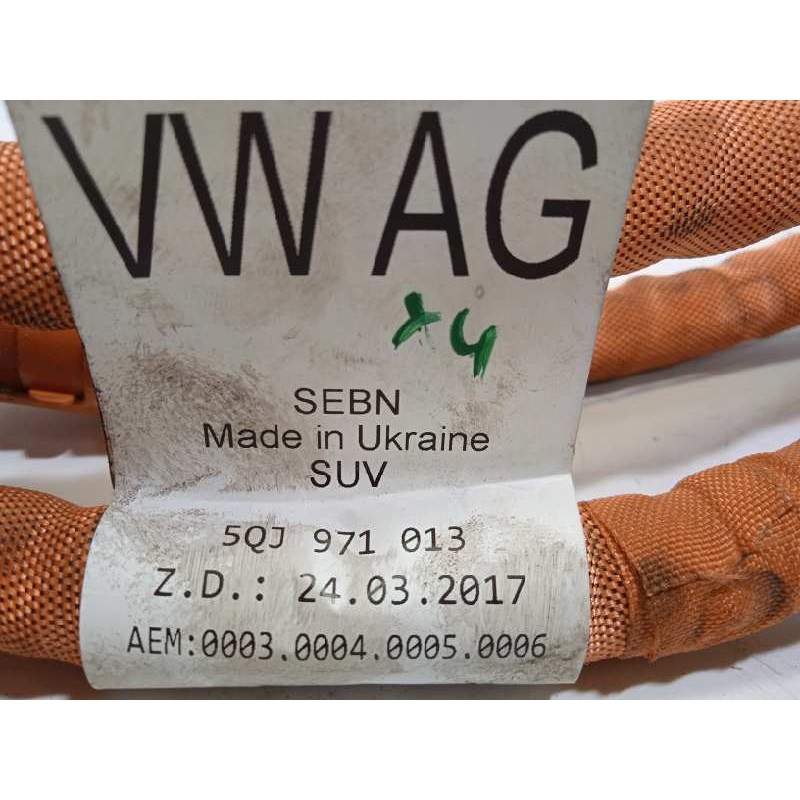 VW AG
SEBN
Made in Ukraine
SUV
5QJ 971 013
Z.D.: 24.03.2017
AEM:0003.0004.0005.0006